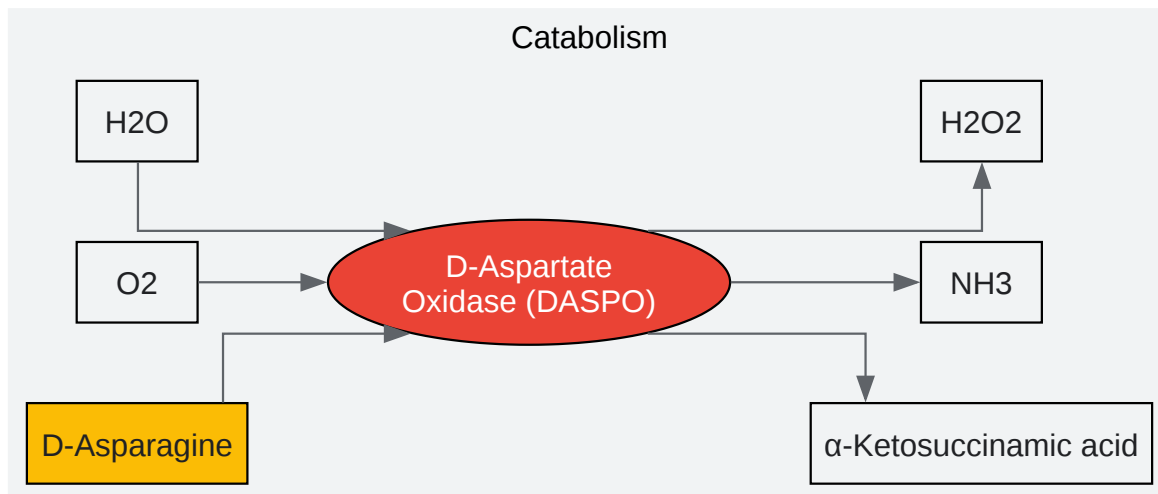 Catabolism
H2O
H2O2
D-Aspartate
Oxidase (DASPO)
O2
NH3
D-Asparagine
α-Ketosuccinamic acid